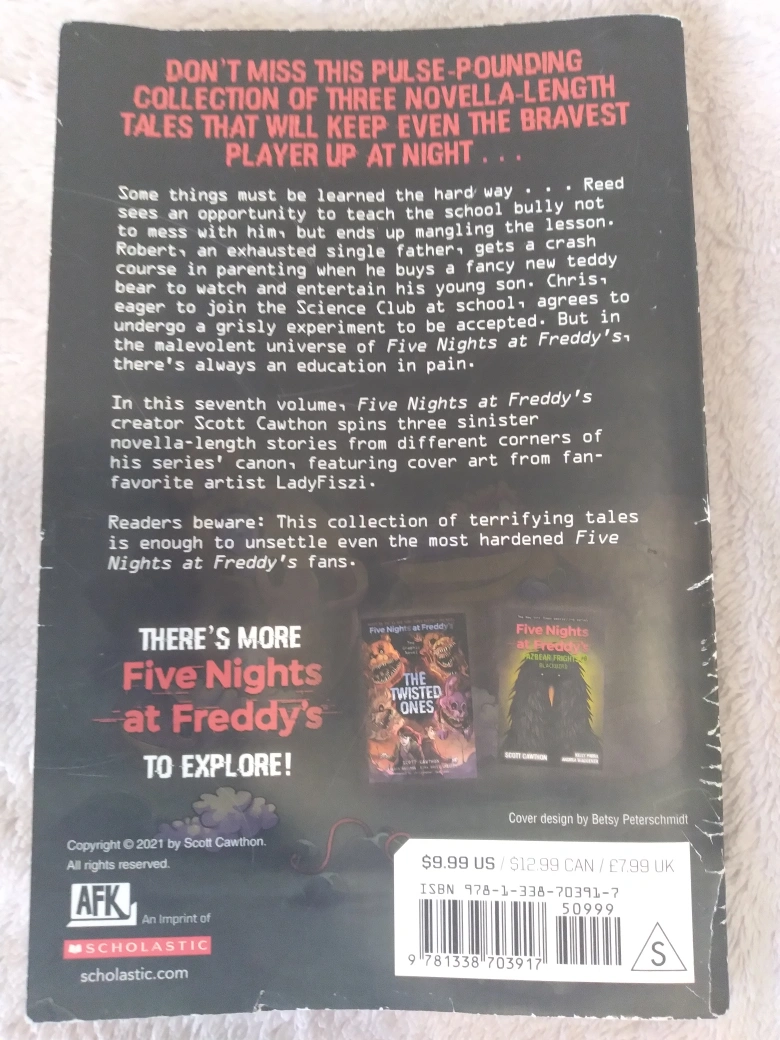 DON'T MISS THIS PULSE-POUNDING
COLLECTION OF THREE NOVELLA-LENGTH
TALES THAT WILL KEEP EVEN THE BRAVEST
PLAYER UP AT NIGHT . . .
Some things must be learned the hard way . . . Reed
sees an opportunity to teach the school bully not
to mess with him, but ends up mangling the lesson.
Robert, an exhausted single father, gets a crash
course in parenting when he buys a fancy new teddy
bear to watch and entertain his young son. Chris,
eager to join the Science Club at school, agrees to
undergo a grisly experiment to be accepted. But in
the malevolent universe of Five Nights at Freddy's,
there's always an education in pain.
In this seventh volume, Five Nights at Freddy's
creator Scott Cawthon spins three sinister
novella-length stories from different corners of
his series' canon, featuring cover art from fan-
favorite artist LadyFiszi.
Readers beware: This collection of terrifying tales
is enough to unsettle even the most hardened Five
Nights at Freddy's fans.
THERE'S MORE
Five Nights
at Freddy's
TO EXPLORE!
Five Nights at Freddy's
THE
TWISTED
ONES
SCOTT CAWTHON
Five Nights
at Freddy's
FAZBEAR FRIGHTS
BLACKBIRD
SCOTT CAWTHON
Cover design by Betsy Peterschmidt
Copyright © 2021 by Scott Cawthon.
All rights reserved.
AFK
An Imprint of
SCHOLASTIC
scholastic.com
$9.99 US / $12.99 CAN / £7.99 UK
ISBN 978-1-338-70391-7
50999
9 781338 703917
S